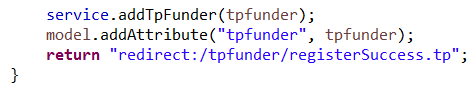 service.addTpFunder(tpfunder);
model.addAttribute("tpfunder", tpfunder);
return "redirect:/tpfunder/registerSuccess.tp";
}